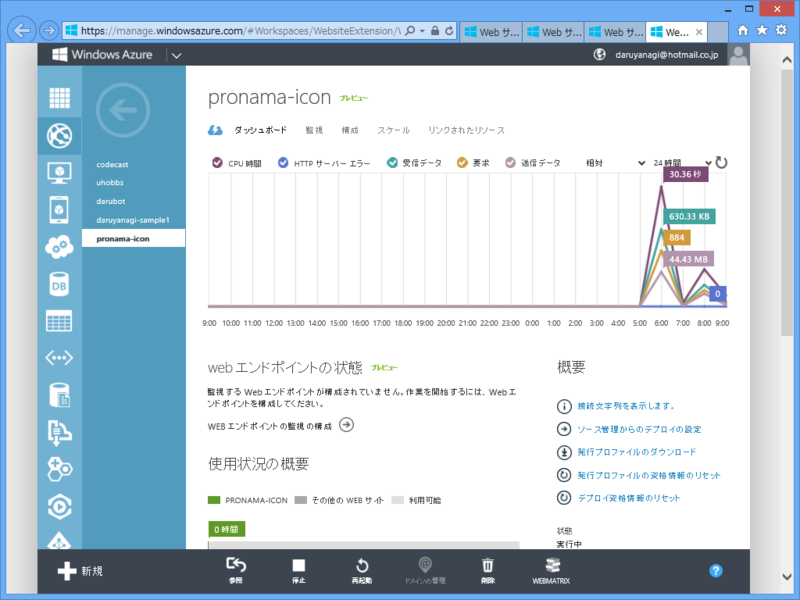 https://manage.windowsazure.com/#Workspaces/WebsiteExtension/\
Web サ...
Web サ...
Web サ...
We...
Windows Azure
daruyanagi@hotmail.co.jp
codecast
uhobbs
darubot
daruyanagi-sample1
pronama-icon
DB
pronama-icon プレビュー
ダッシュボード 監視 構成 スケール リンクされたリソース
CPU 時間 HTTP サーバー エラー 受信データ 要求 送信データ 相対 24 時間
30.36 秒
630.33 KB
884
44.43 MB
0
9:00 10:00 11:00 12:00 13:00 14:00 15:00 16:00 17:00 18:00 19:00 20:00 21:00 22:00 23:00 0:00 1:00 2:00 3:00 4:00 5:00 6:00 7:00 8:00 9:00
web エンドポイントの状態 プレビュー
監視する Web エンドポイントが構成されていません。作業を開始するには、Web エ
ンドポイントを構成してください。
WEB エンドポイントの監視の構成
使用状況の概要
PRONAMA-ICON その他の WEB サイト 利用可能
0 時間
概要
接続文字列を表示します。
ソース管理からのデプロイの設定
発行プロファイルのダウンロード
発行プロファイルの資格情報のリセット
デプロイ資格情報のリセット
状態
実行中
新規
参照
停止
再起動
ドメインの管理
削除
WEBMATRIX
?